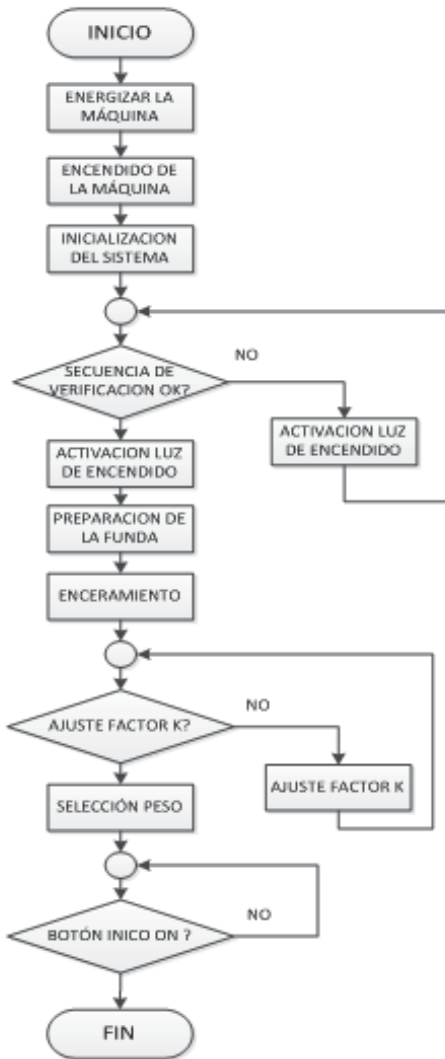 INICIO
ENERGIZAR LA
MÁQUINA
ENCENDIDO DE
LA MÁQUINA
INICIALIZACION
DEL SISTEMA
SECUENCIA DE
VERIFICACION OK?
NO
ACTIVACION LUZ
DE ENCENDIDO
ACTIVACION LUZ
DE ENCENDIDO
PREPARACION DE
LA FUNDA
ENCERAMIENTO
AJUSTE FACTOR K?
NO
AJUSTE FACTOR K
SELECCIÓN PESO
BOTÓN INICO ON ?
NO
FIN